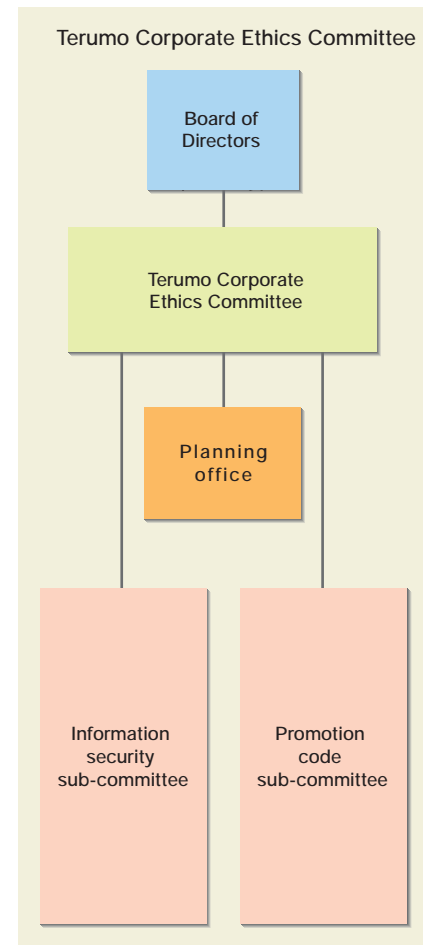 Terumo Corporate Ethics Committee
Board of
Directors
Terumo Corporate
Ethics Committee
Planning
office
Information
security
sub-committee
Promotion
code
sub-committee